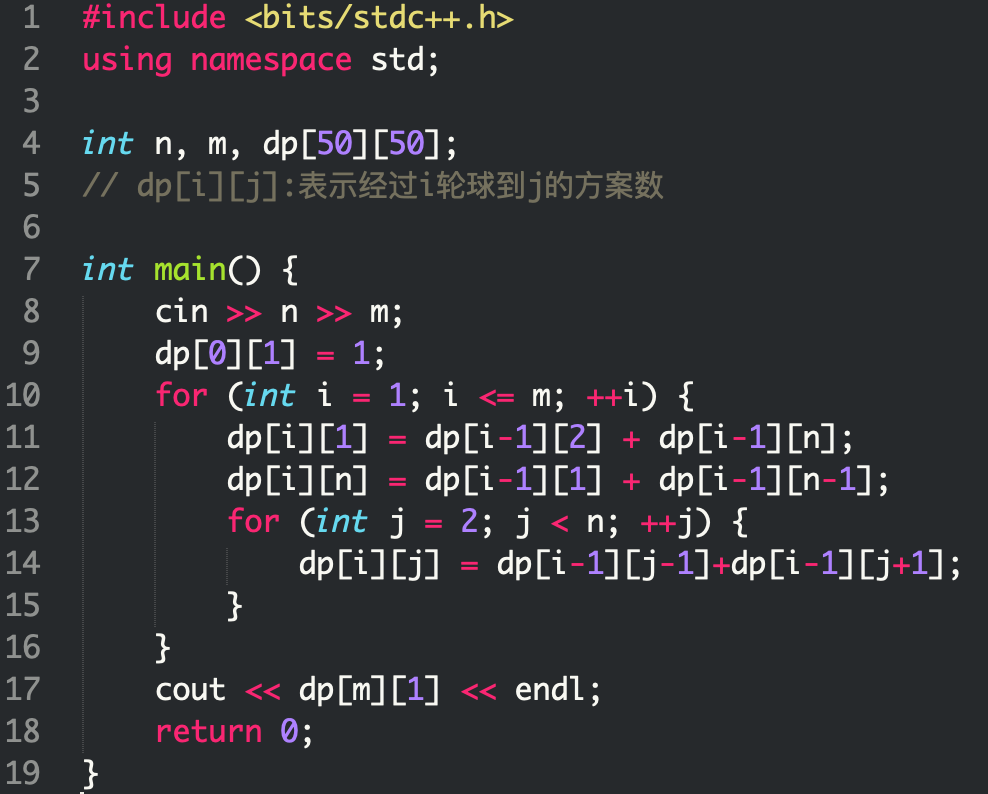 1 #include <bits/stdc++.h>
2 using namespace std;
3
4 int n, m, dp[50][50];
5 // dp[i][j]:表示经过i轮球到j的方案数
6
7 int main() {
8     cin >> n >> m;
9     dp[0][1] = 1;
10     for (int i = 1; i <= m; ++i) {
11         dp[i][1] = dp[i-1][2] + dp[i-1][n];
12         dp[i][n] = dp[i-1][1] + dp[i-1][n-1];
13         for (int j = 2; j < n; ++j) {
14             dp[i][j] = dp[i-1][j-1]+dp[i-1][j+1];
15         }
16     }
17     cout << dp[m][1] << endl;
18     return 0;
19 }